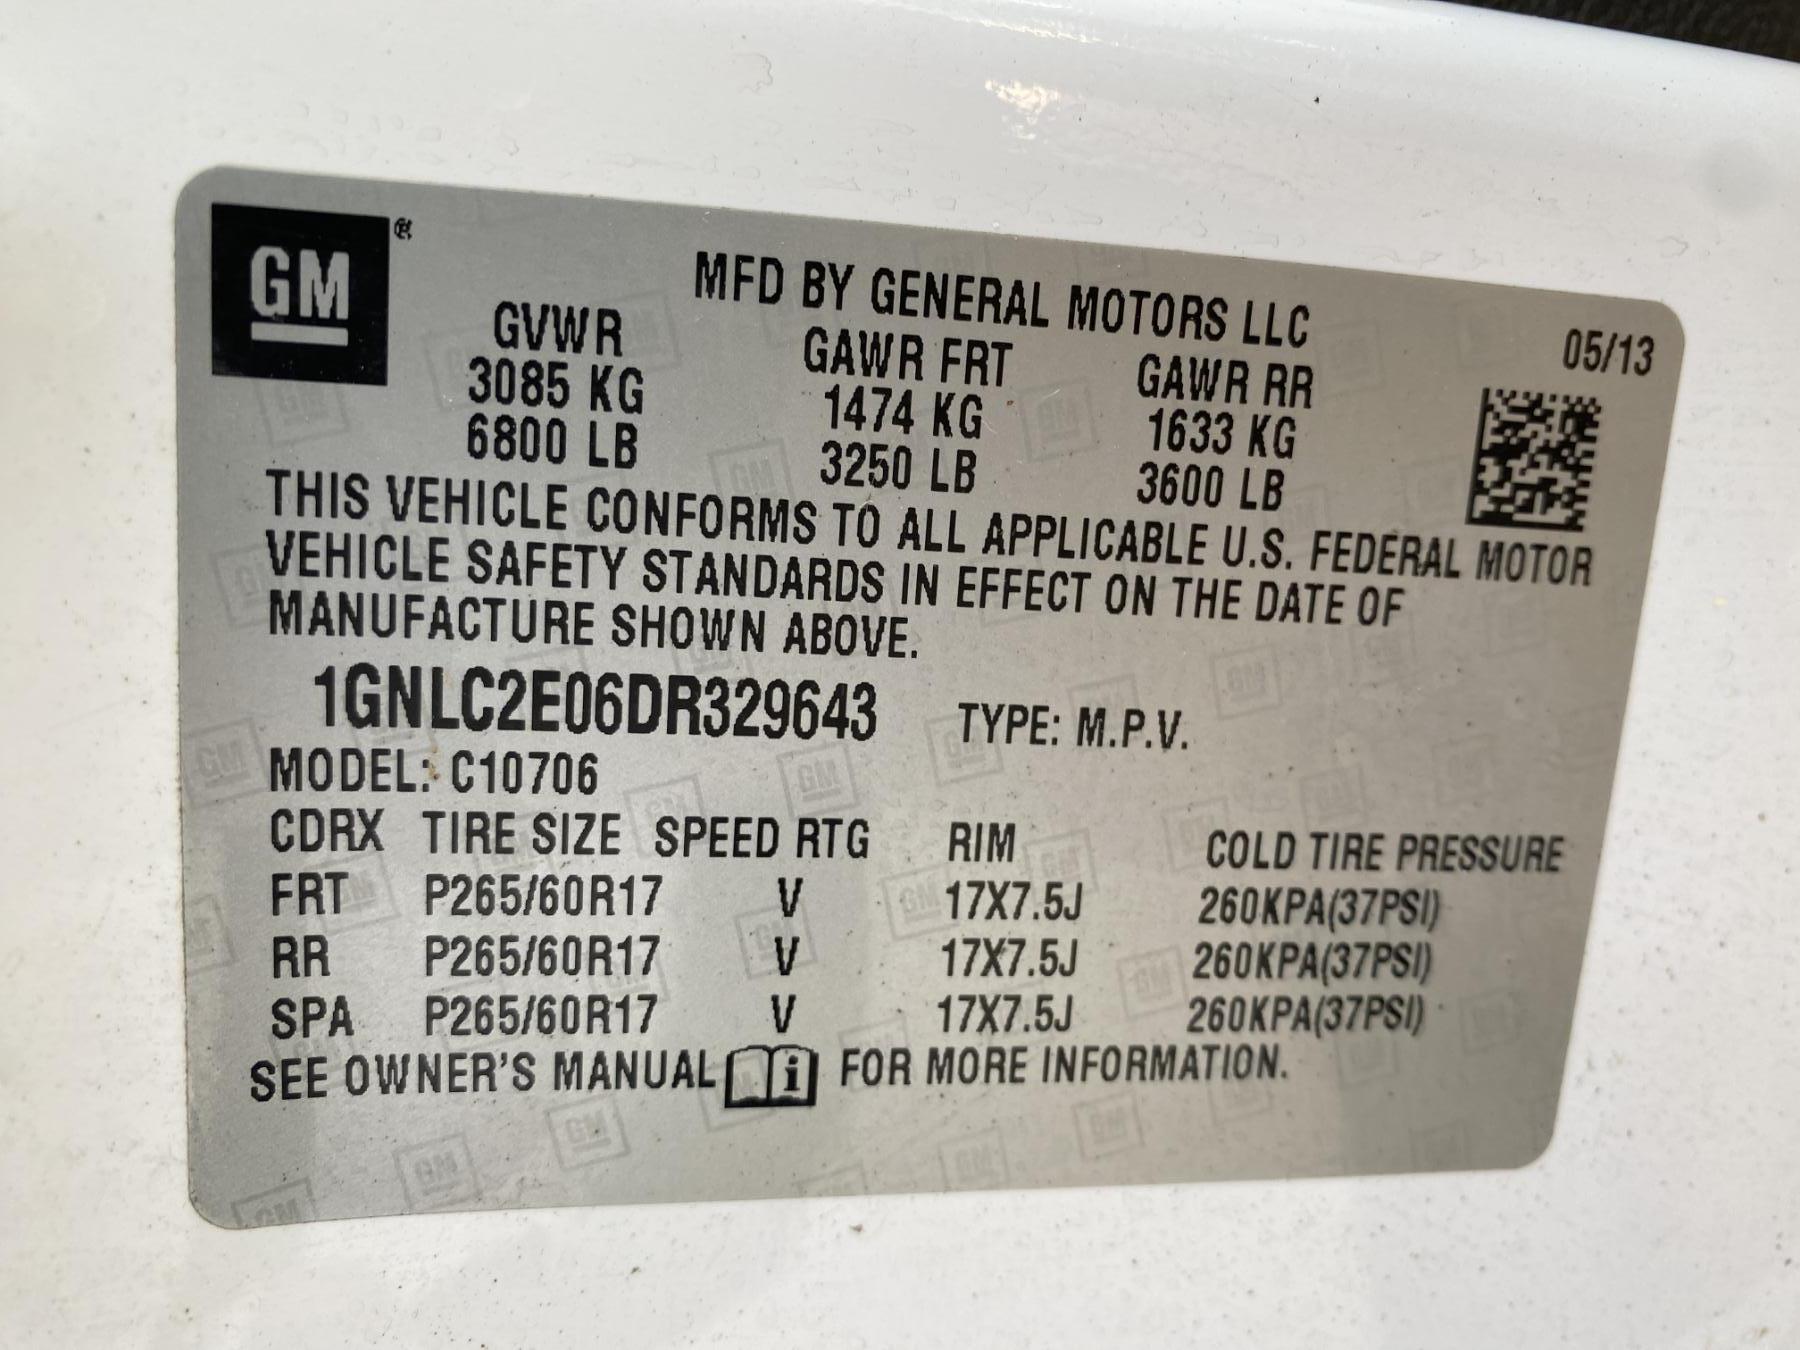 GM ®
MFD BY GENERAL MOTORS LLC
05/13
GVWR GAWR FRT GAWR RR
3085 KG 1474 KG 1633 KG
6800 LB 3250 LB 3600 LB
THIS VEHICLE CONFORMS TO ALL APPLICABLE U.S. FEDERAL MOTOR
VEHICLE SAFETY STANDARDS IN EFFECT ON THE DATE OF
MANUFACTURE SHOWN ABOVE.
1GNLC2E06DR329643 TYPE: M.P.V.
MODEL: C10706
CDRX TIRE SIZE SPEED RTG RIM COLD TIRE PRESSURE
FRT P265/60R17 V 17X7.5J 260KPA(37PSI)
RR P265/60R17 V 17X7.5J 260KPA(37PSI)
SPA P265/60R17 V 17X7.5J 260KPA(37PSI)
SEE OWNER'S MANUAL i FOR MORE INFORMATION.